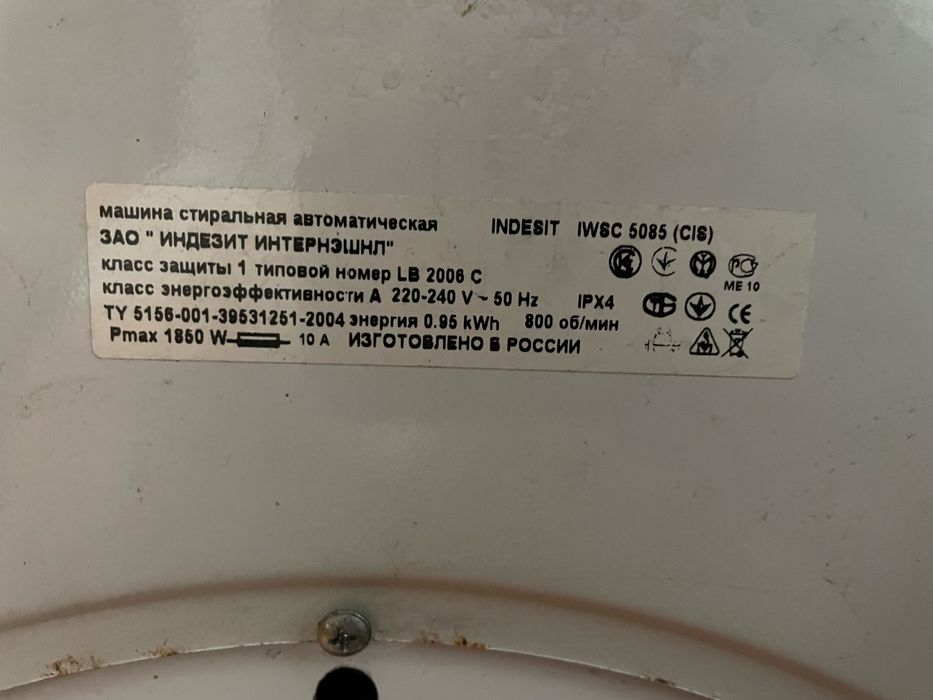 машина стиральная автоматическая INDESIT IWSC 5085 (CIS)
ЗАО " ИНДЕЗИТ ИНТЕРНЭШНЛ"
класс защиты 1 типовой номер LB 2006 C
ME 10
класс энергоэффективности A 220-240 V ~ 50 Hz IPX4
ТУ 5156-001-39531251-2004 энергия 0.95 kWh 800 об/мин
CE
Pmax 1850 W 10 A ИЗГОТОВЛЕНО В РОССИИ